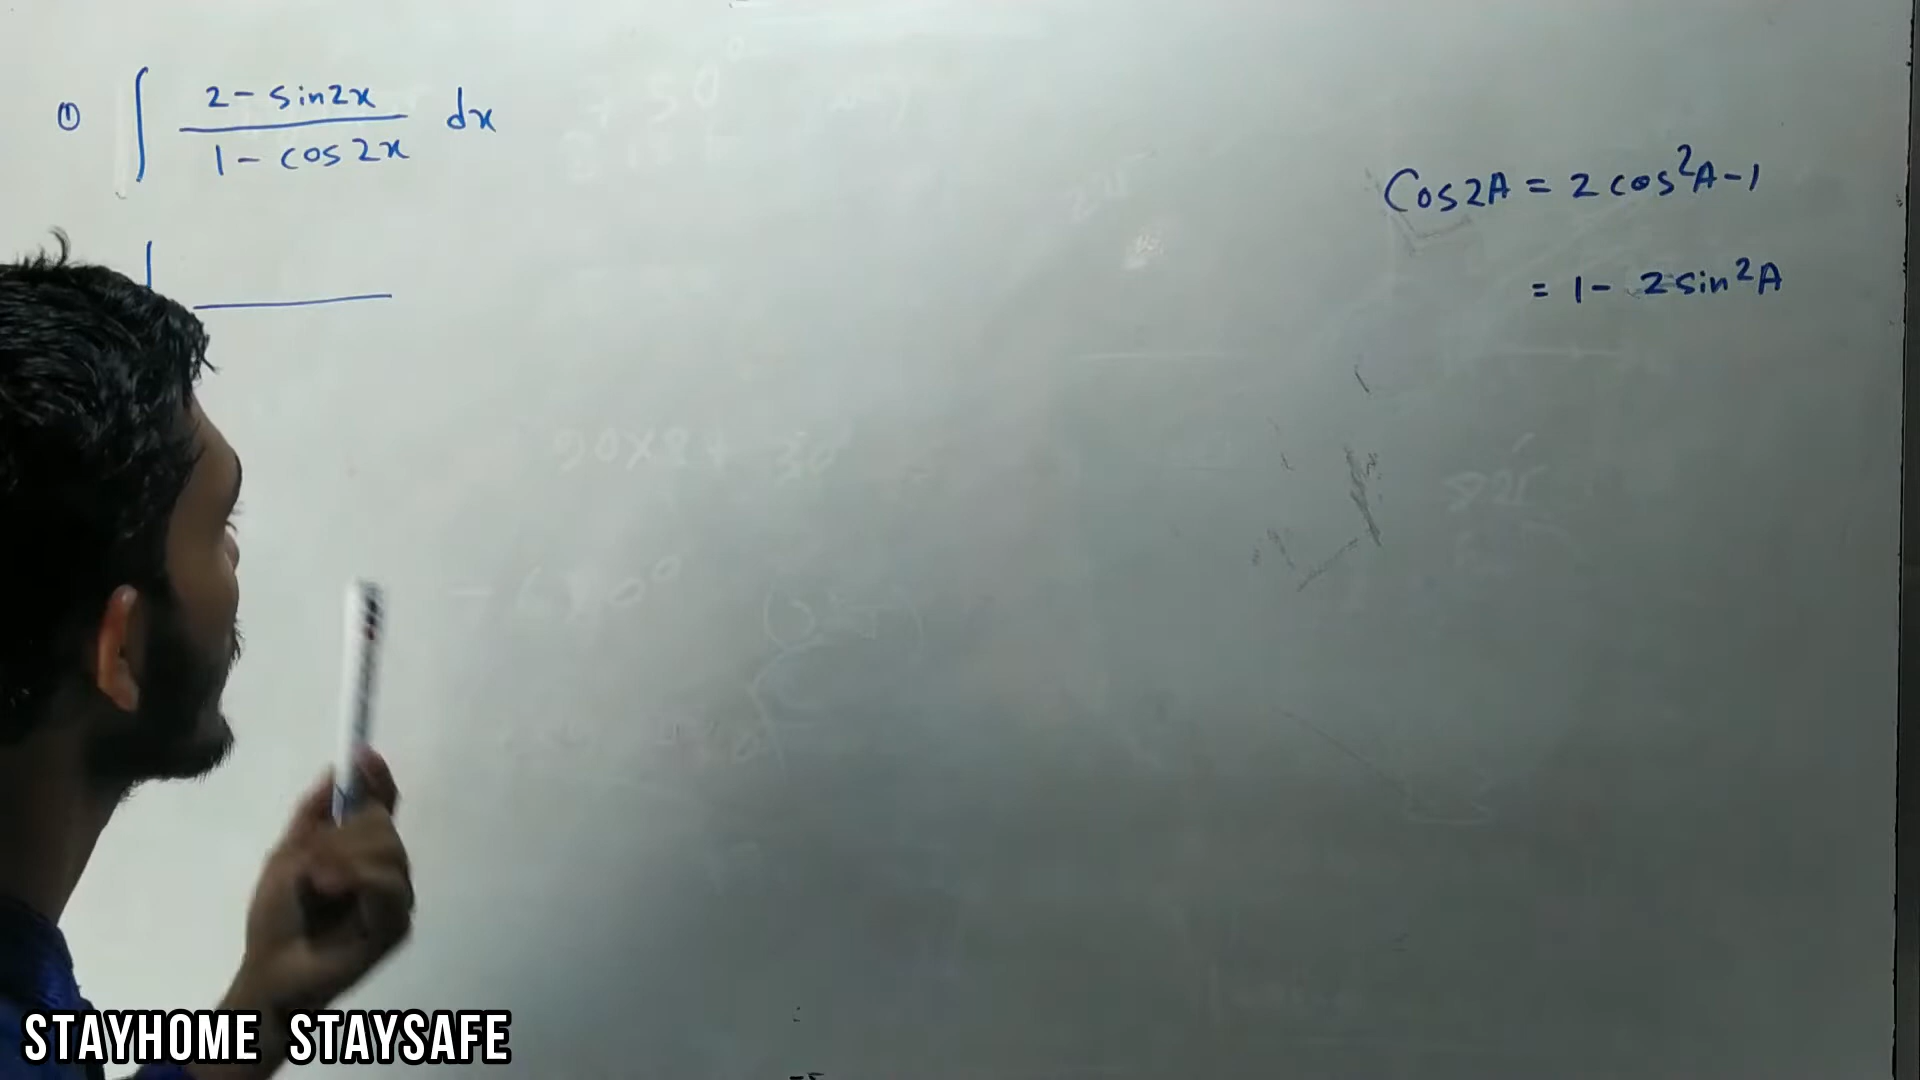 ① ∫ (2 - sin2x) / (1 - cos2x) dx
Cos2A = 2cos²A - 1
= 1 - 2sin²A
STAYHOME STAYSAFE